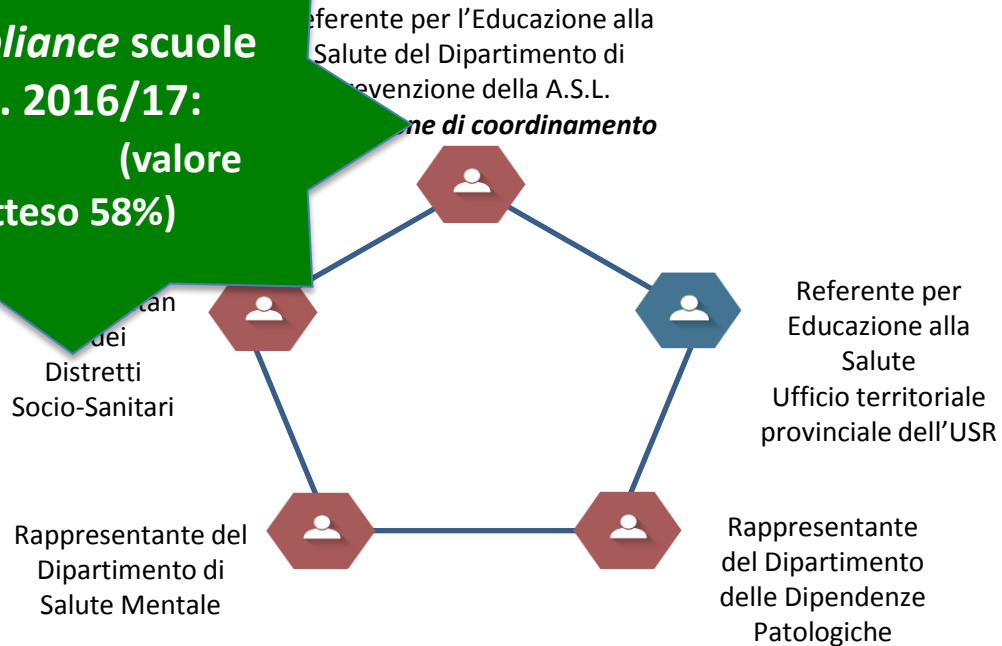 pliance scuole
. 2016/17:
(valore
tteso 58%)
eferente per l’Educazione alla
Salute del Dipartimento di
evenzione della A.S.L.
ne di coordinamento
tan
dei
Distretti
Socio-Sanitari
Referente per
Educazione alla
Salute
Ufficio territoriale
provinciale dell’USR
Rappresentante del
Dipartimento di
Salute Mentale
Rappresentante
del Dipartimento
delle Dipendenze
Patologiche